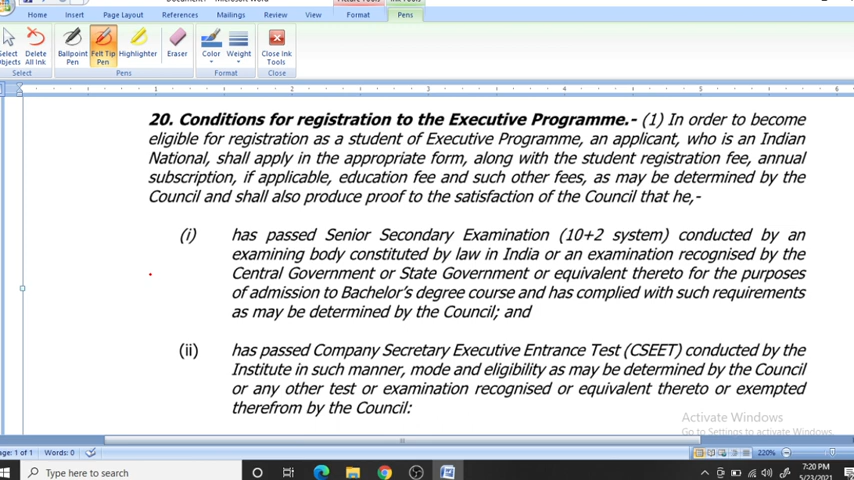 Home Insert Page Layout References Mailings Review View Format Pens
Select Objects
Delete All Ink
Ballpoint Pen
Felt Tip Pen
Highlighter
Eraser
Color
Weight
Close Ink Tools
Select Pens Format Close
20. Conditions for registration to the Executive Programme.- (1) In order to become
eligible for registration as a student of Executive Programme, an applicant, who is an Indian
National, shall apply in the appropriate form, along with the student registration fee, annual
subscription, if applicable, education fee and such other fees, as may be determined by the
Council and shall also produce proof to the satisfaction of the Council that he,-
(i) has passed Senior Secondary Examination (10+2 system) conducted by an
examining body constituted by law in India or an examination recognised by the
Central Government or State Government or equivalent thereto for the purposes
of admission to Bachelor's degree course and has complied with such requirements
as may be determined by the Council; and
(ii) has passed Company Secretary Executive Entrance Test (CSEET) conducted by the
Institute in such manner, mode and eligibility as may be determined by the Council
or any other test or examination recognised or equivalent thereto or exempted
therefrom by the Council:
Activate Windows
Go to Settings to activate Windows.
age: 1 of 1 Words: 0 220%
Type here to search
7:20 PM
5/23/2021